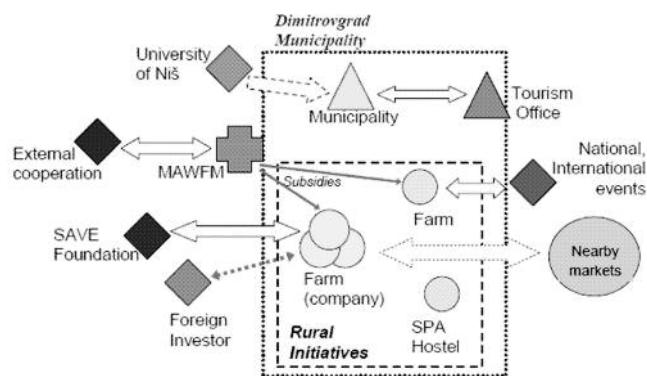 Dimitrovgrad
Municipality
University
of Niš
Municipality
Tourism
Office
External
cooperation
MAWFM
Subsidies
National,
International
events
Farm
SAVE
Foundation
Farm
(company)
Nearby
markets
Foreign
Investor
Rural
Initiatives
SPA
Hostel